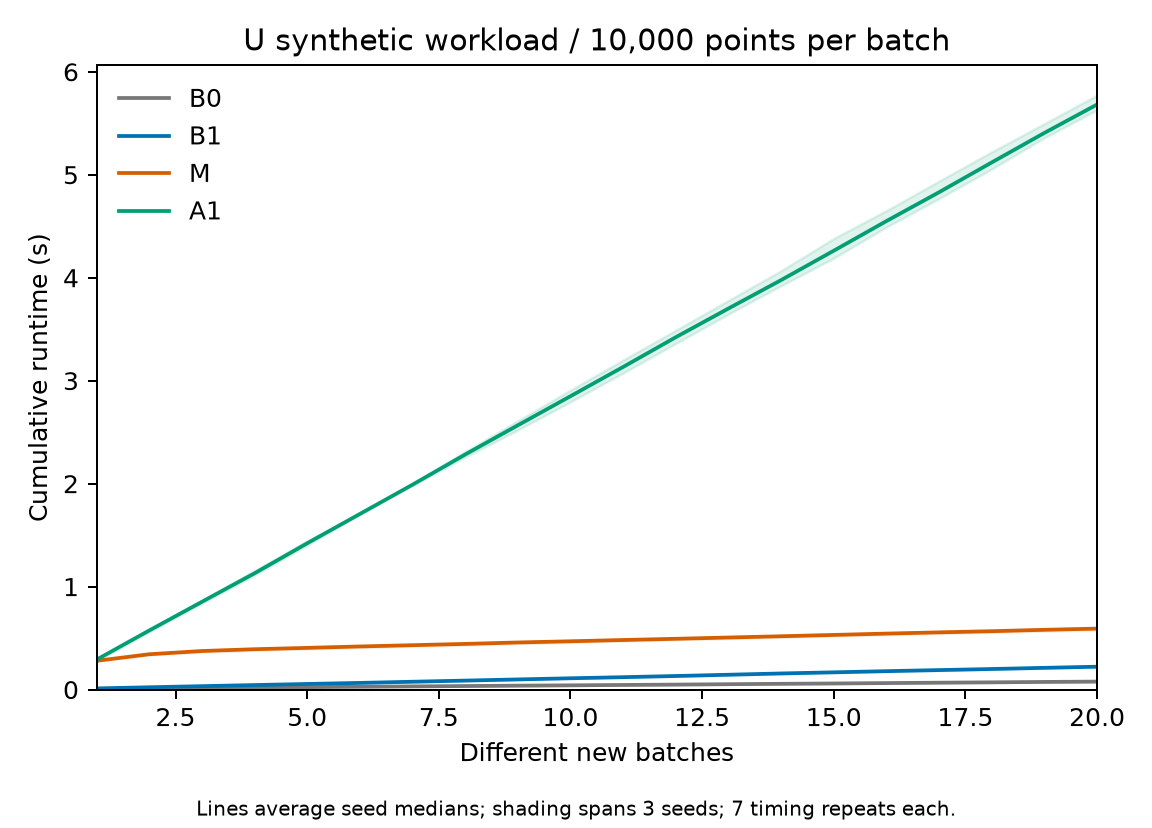 U synthetic workload / 10,000 points per batch
Cumulative runtime (s)
6
5
4
3
2
1
0
B0
B1
M
A1
2.5 5.0 7.5 10.0 12.5 15.0 17.5 20.0
Different new batches
Lines average seed medians; shading spans 3 seeds; 7 timing repeats each.